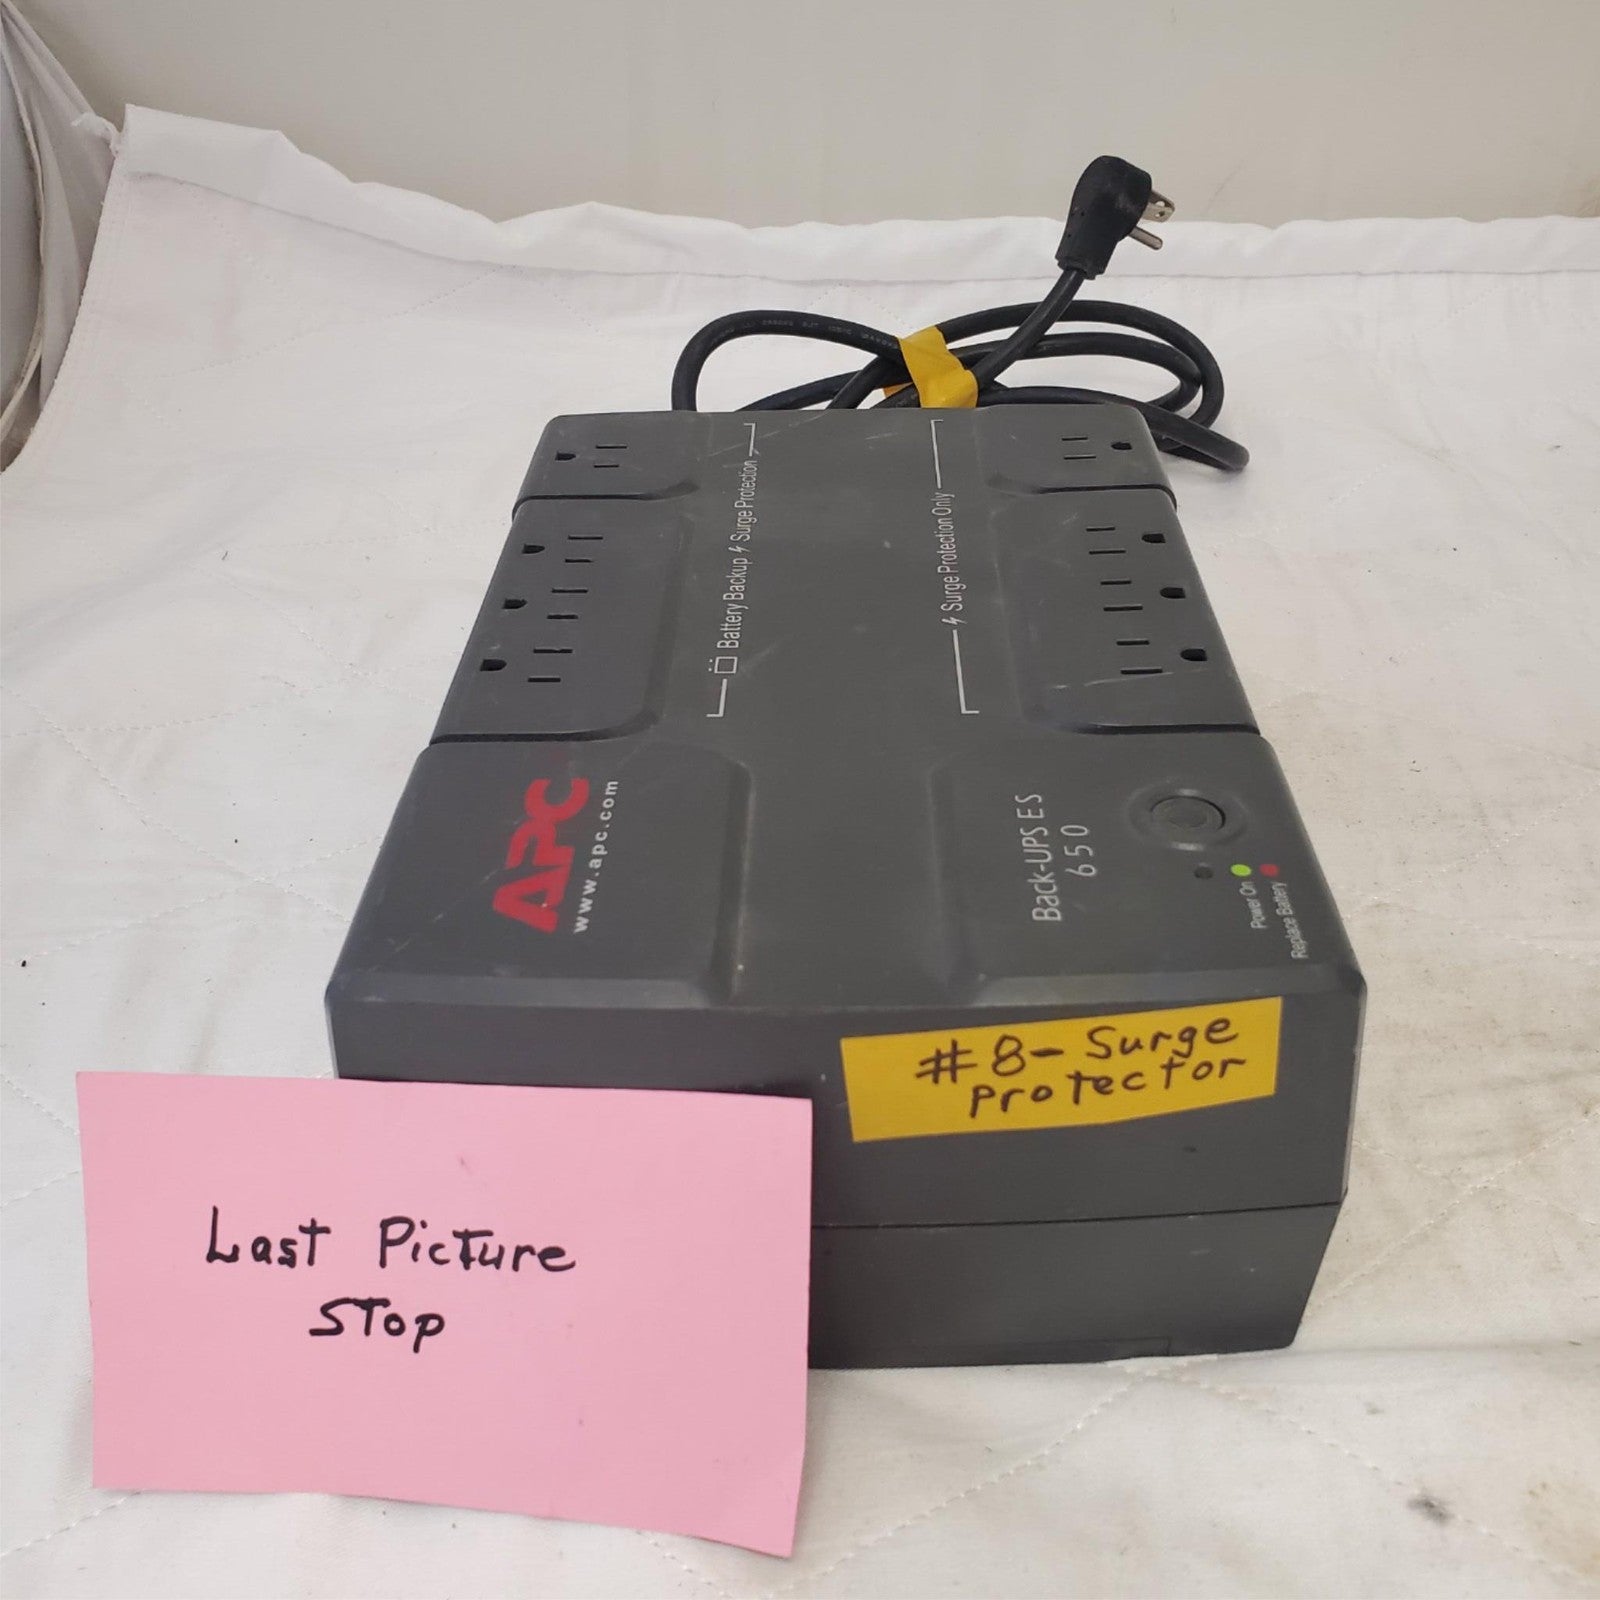 Battery Backup Surge Protection
Surge Protection Only
APC
www.apc.com
Back-UPS ES
650
Power On
Replace Battery
#8- Surge
Protector
Last Picture
Stop